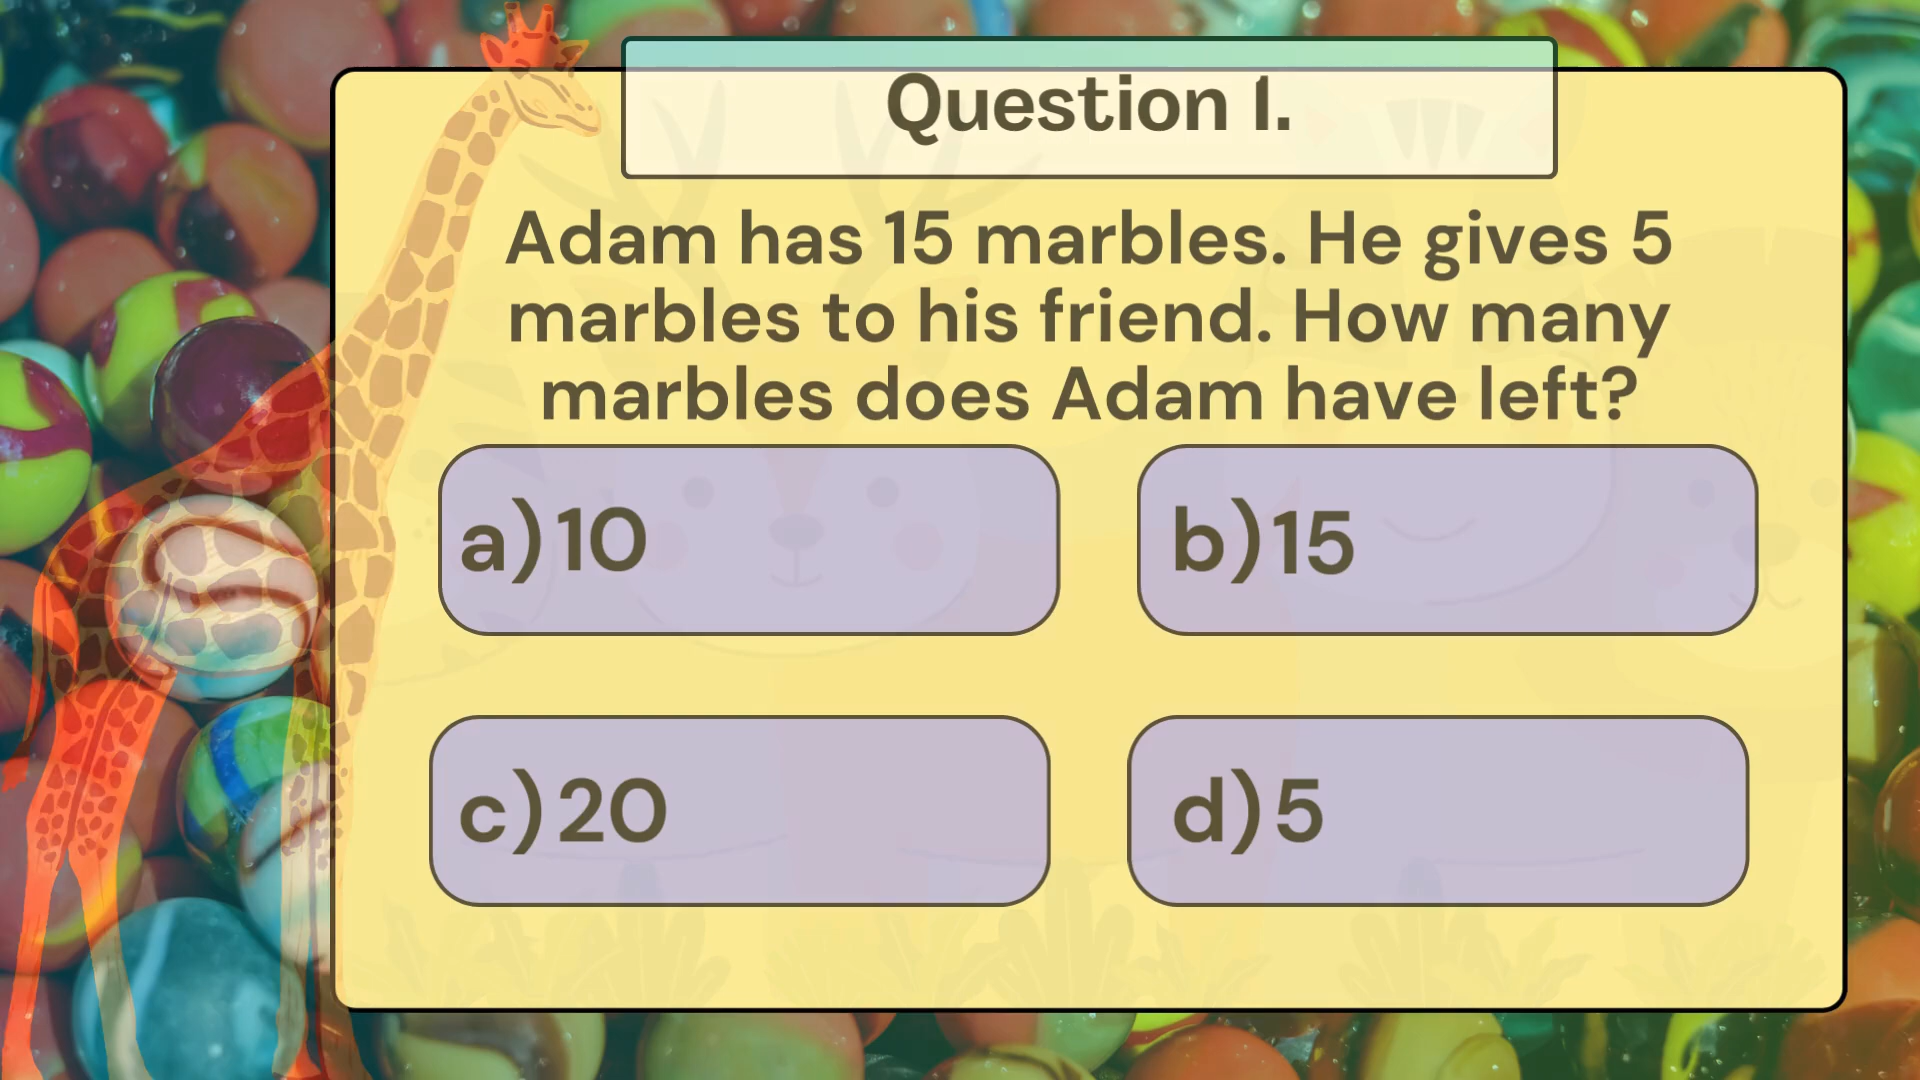 Question 1.
Adam has 15 marbles. He gives 5
marbles to his friend. How many
marbles does Adam have left?
a) 10
b) 15
c) 20
d) 5